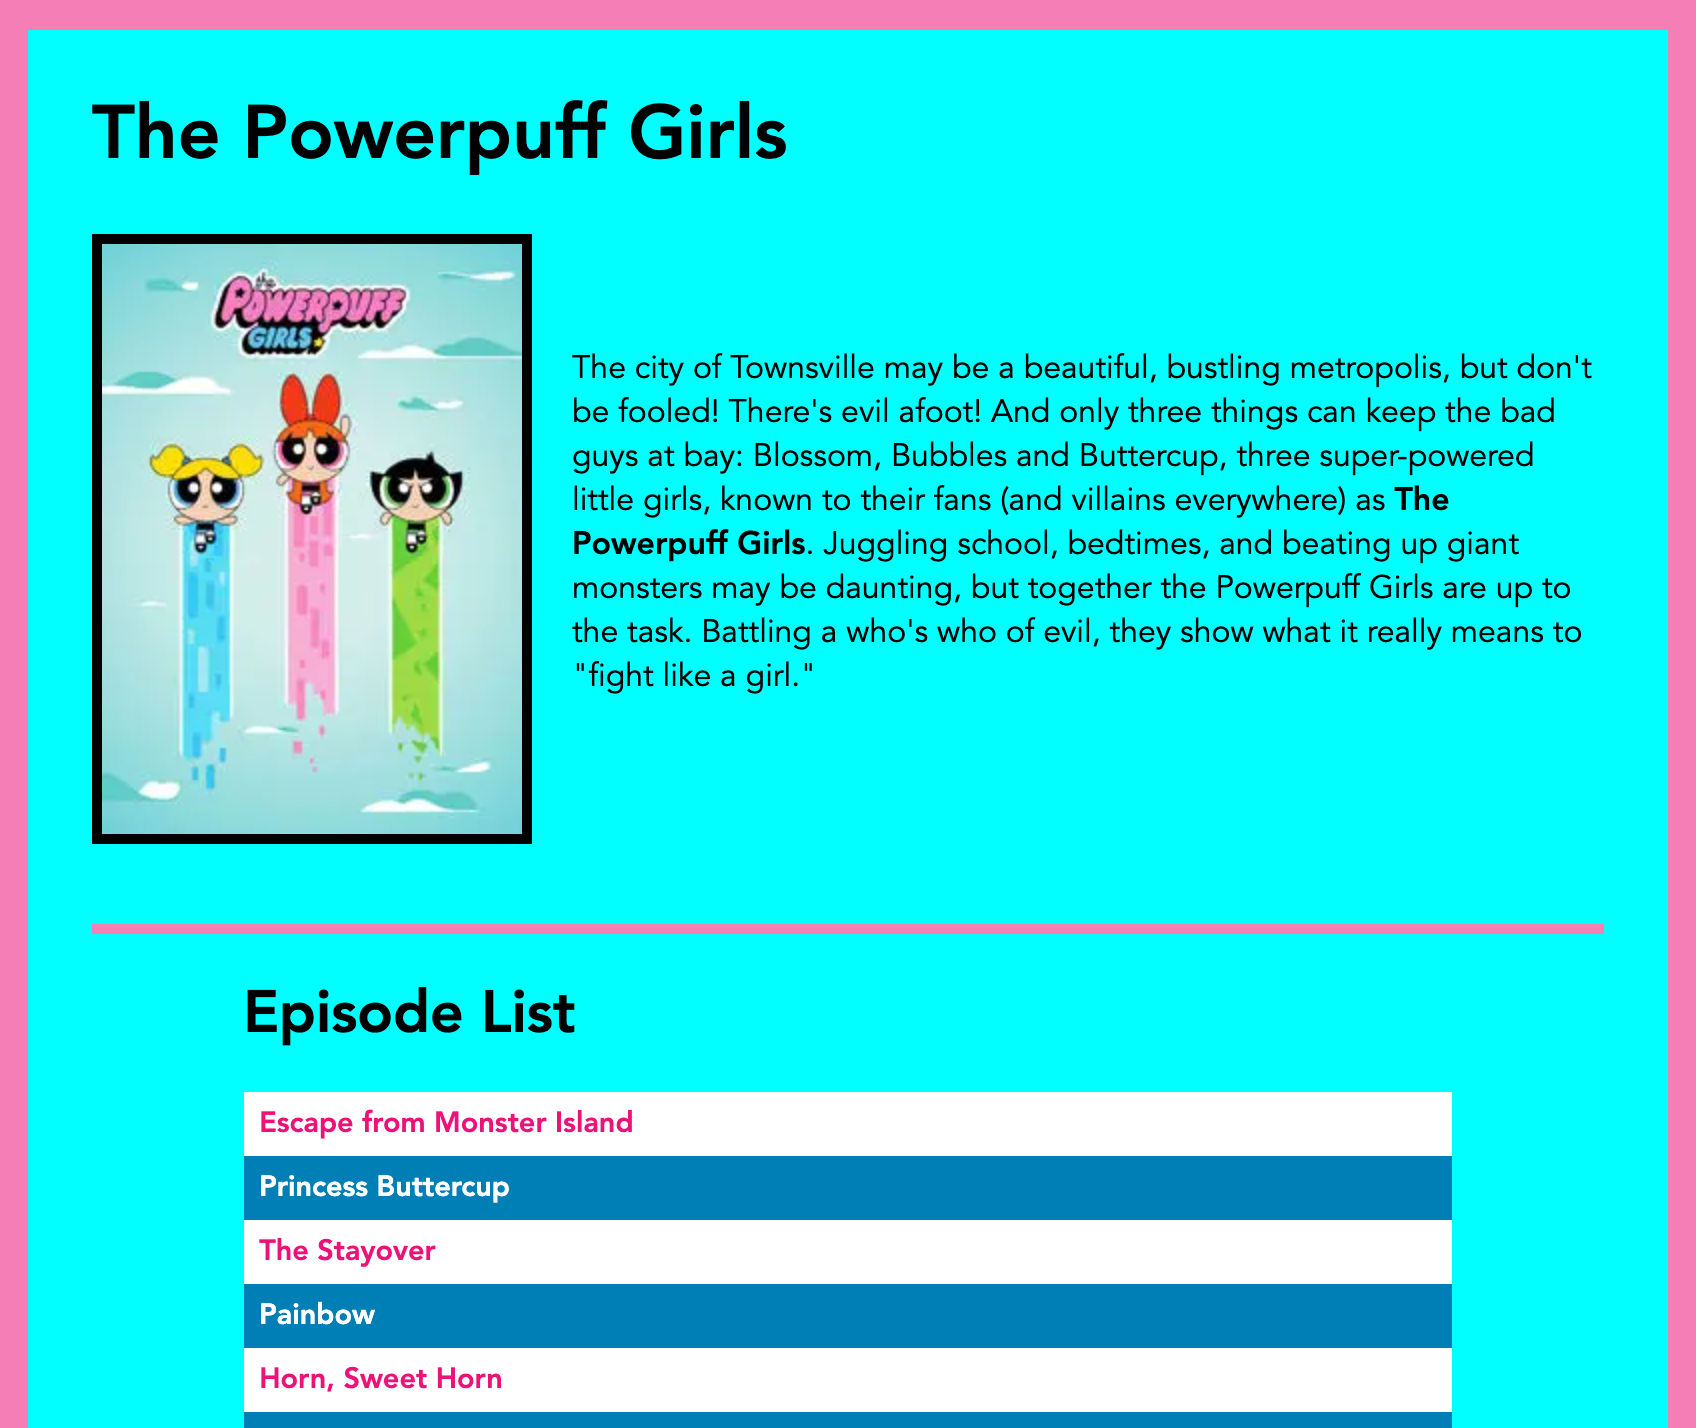 The Powerpuff Girls
the
POWERPUFF
GIRLS
The city of Townsville may be a beautiful, bustling metropolis, but don't
be fooled! There's evil afoot! And only three things can keep the bad
guys at bay: Blossom, Bubbles and Buttercup, three super-powered
little girls, known to their fans (and villains everywhere) as The
Powerpuff Girls. Juggling school, bedtimes, and beating up giant
monsters may be daunting, but together the Powerpuff Girls are up to
the task. Battling a who's who of evil, they show what it really means to
"fight like a girl."
Episode List
Escape from Monster Island
Princess Buttercup
The Stayover
Painbow
Horn, Sweet Horn